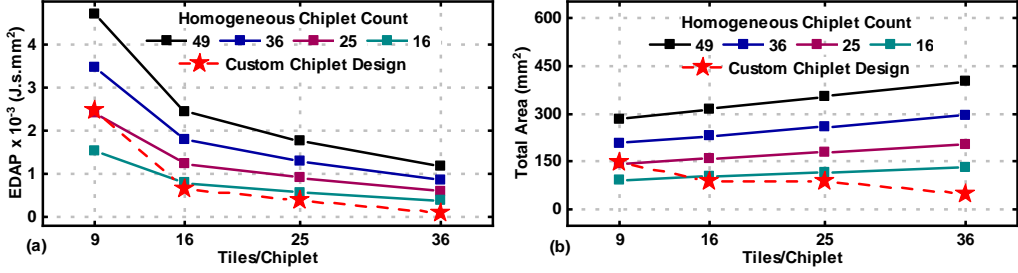 Homogeneous Chiplet Count
49 36 25 16
Custom Chiplet Design
EDAP x 10⁻³ (J.s.mm²)
4
3
2
1
0
9 16 25 36
(a)
Tiles/Chiplet
Homogeneous Chiplet Count
49 36 25 16
Custom Chiplet Design
Total Area (mm²)
600
450
300
150
0
9 16 25 36
(b)
Tiles/Chiplet